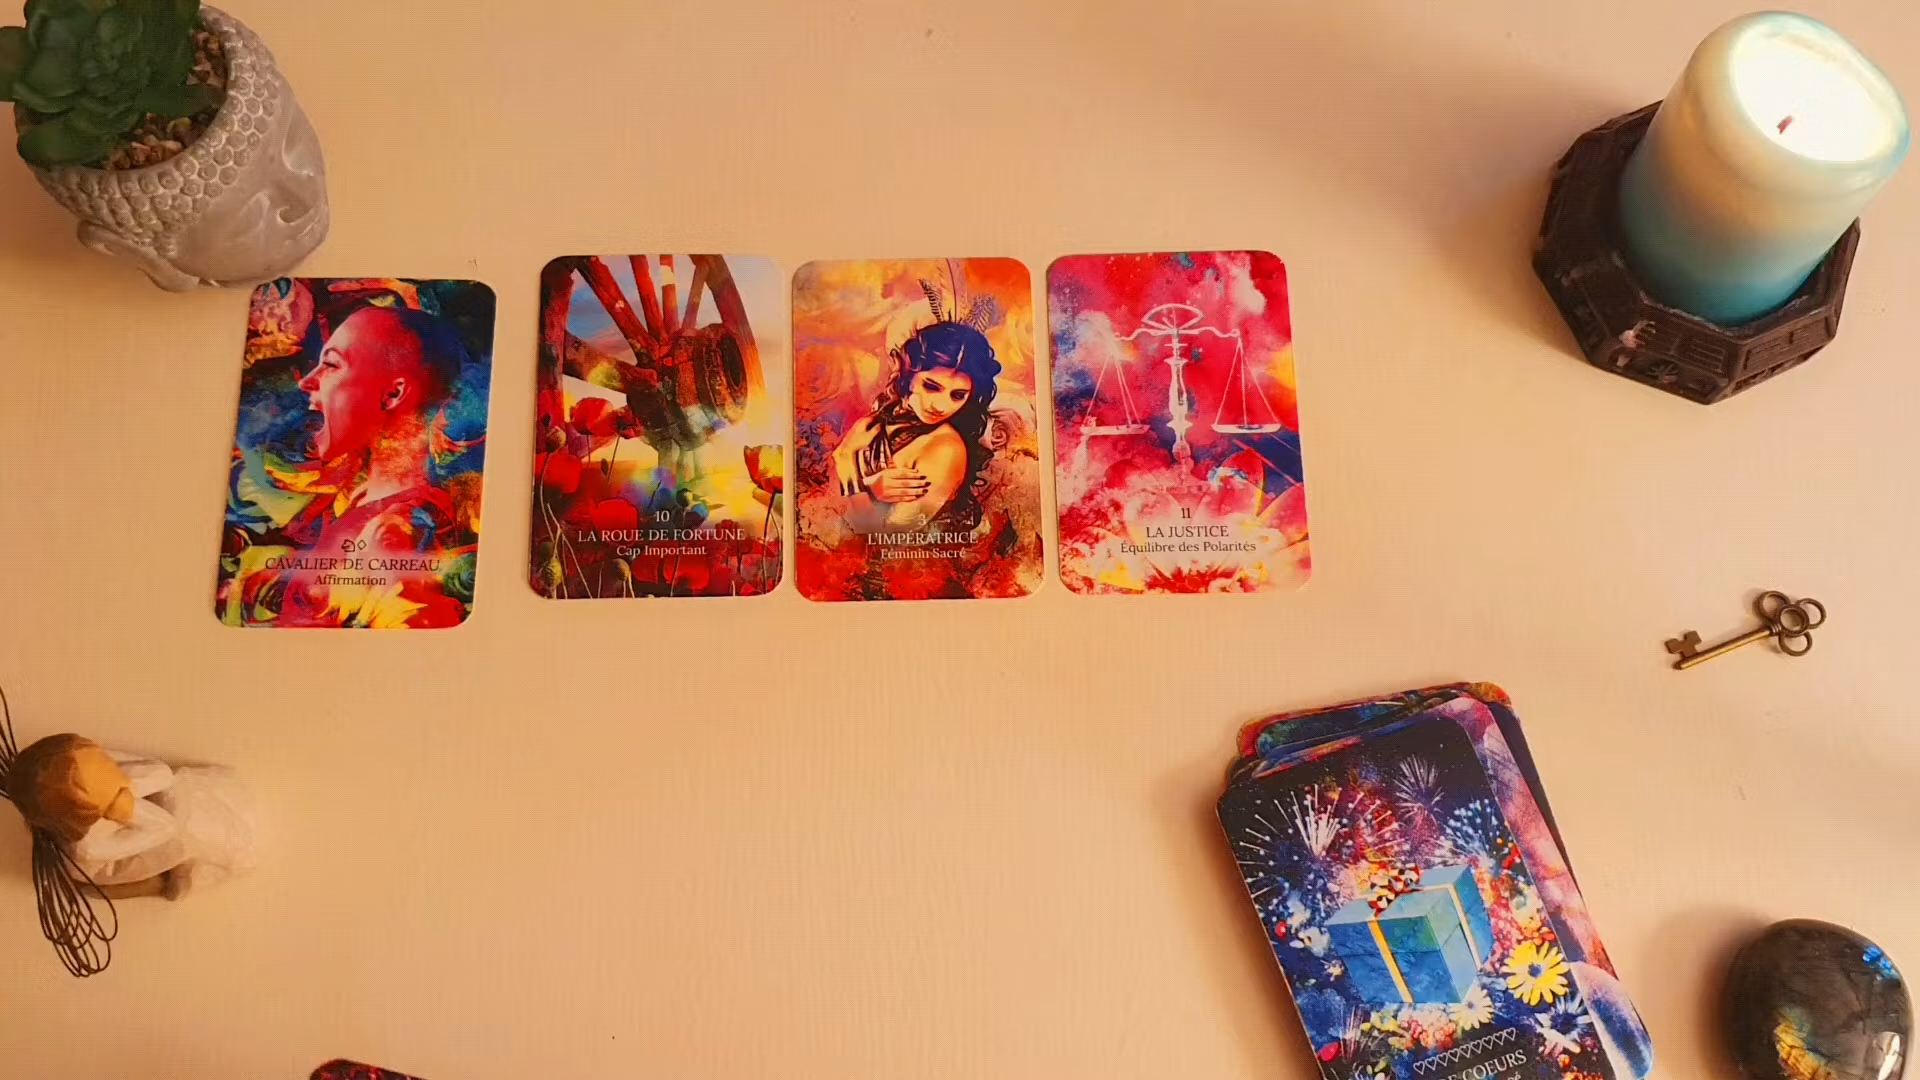 CAVALIER DE CARREAU
Affirmation
10
LA ROUE DE FORTUNE
Cap Important
3
L'IMPÉRATRICE
Féminin Sacré
11
LA JUSTICE
Équilibre des Polarités
DE COEURS